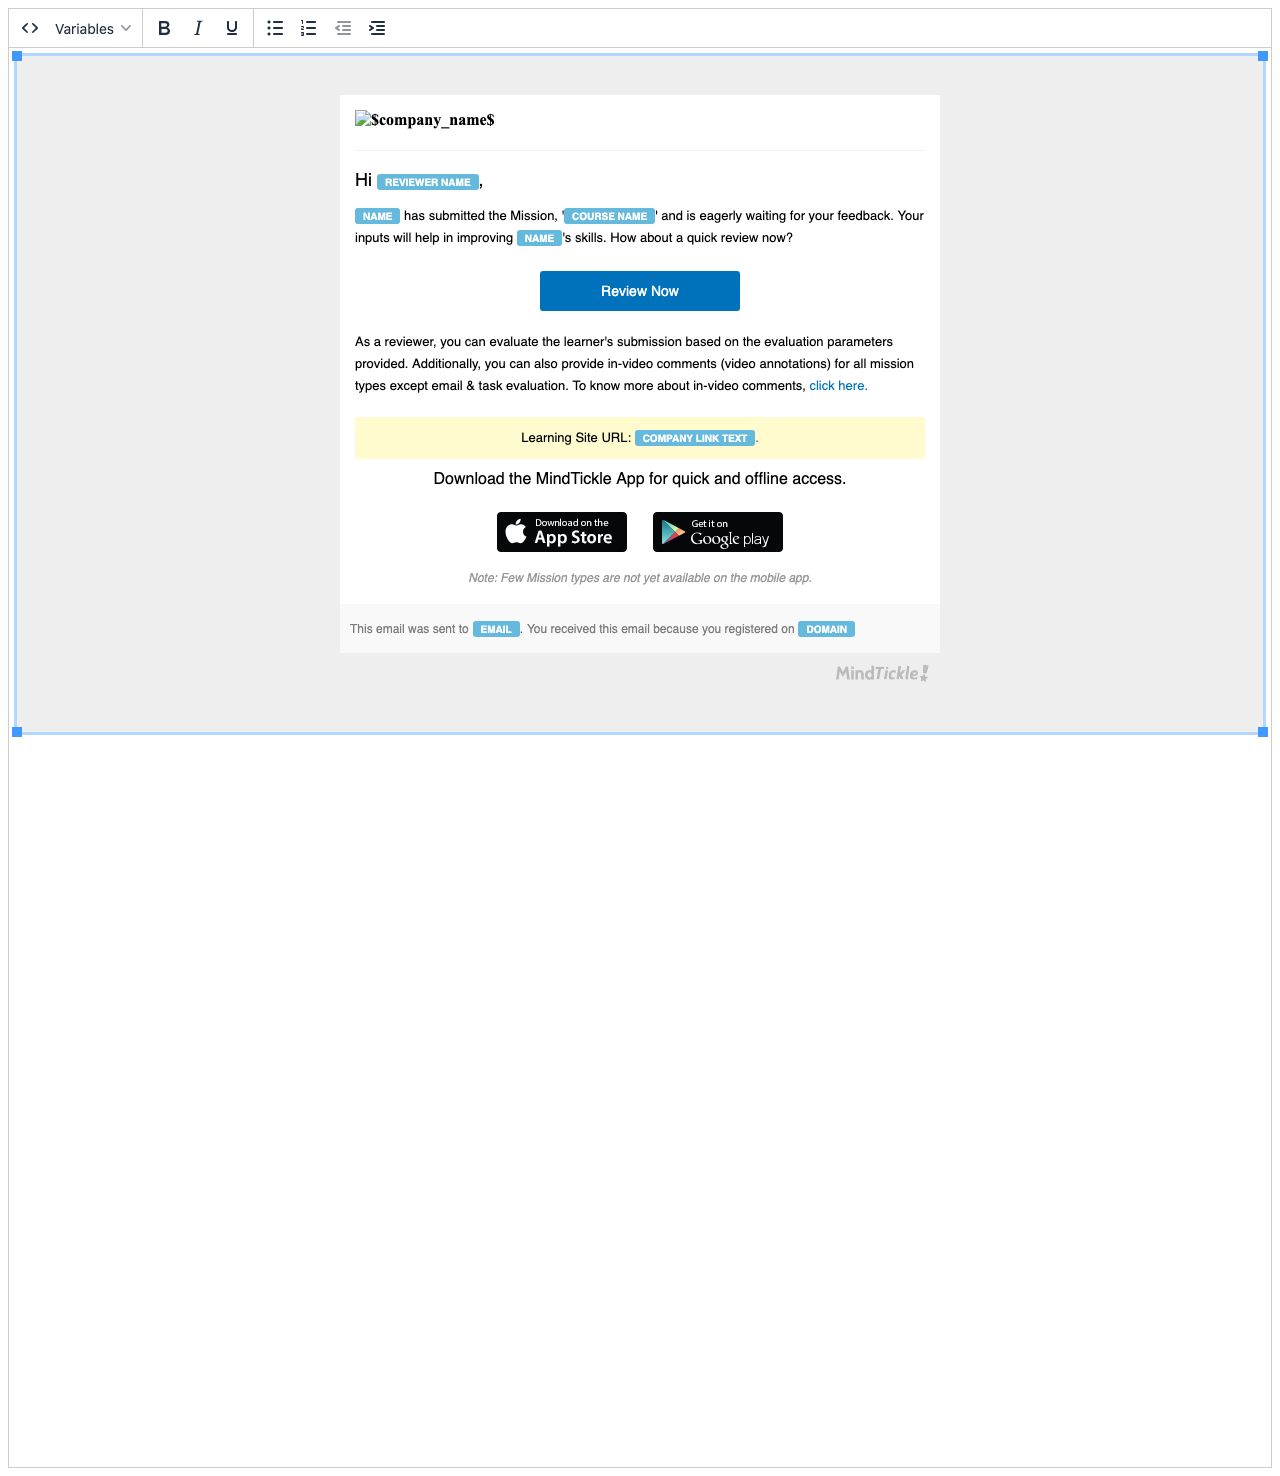 Variables B I U
$company_name$
Hi REVIEWER NAME,
NAME has submitted the Mission, 'COURSE NAME' and is eagerly waiting for your feedback. Your
inputs will help in improving NAME's skills. How about a quick review now?
Review Now
As a reviewer, you can evaluate the learner's submission based on the evaluation parameters
provided. Additionally, you can also provide in-video comments (video annotations) for all mission
types except email & task evaluation. To know more about in-video comments, click here.
Learning Site URL: COMPANY LINK TEXT.
Download the MindTickle App for quick and offline access.
Download on the
App Store
Get it on
Google play
Note: Few Mission types are not yet available on the mobile app.
This email was sent to EMAIL. You received this email because you registered on DOMAIN
MindTickle!